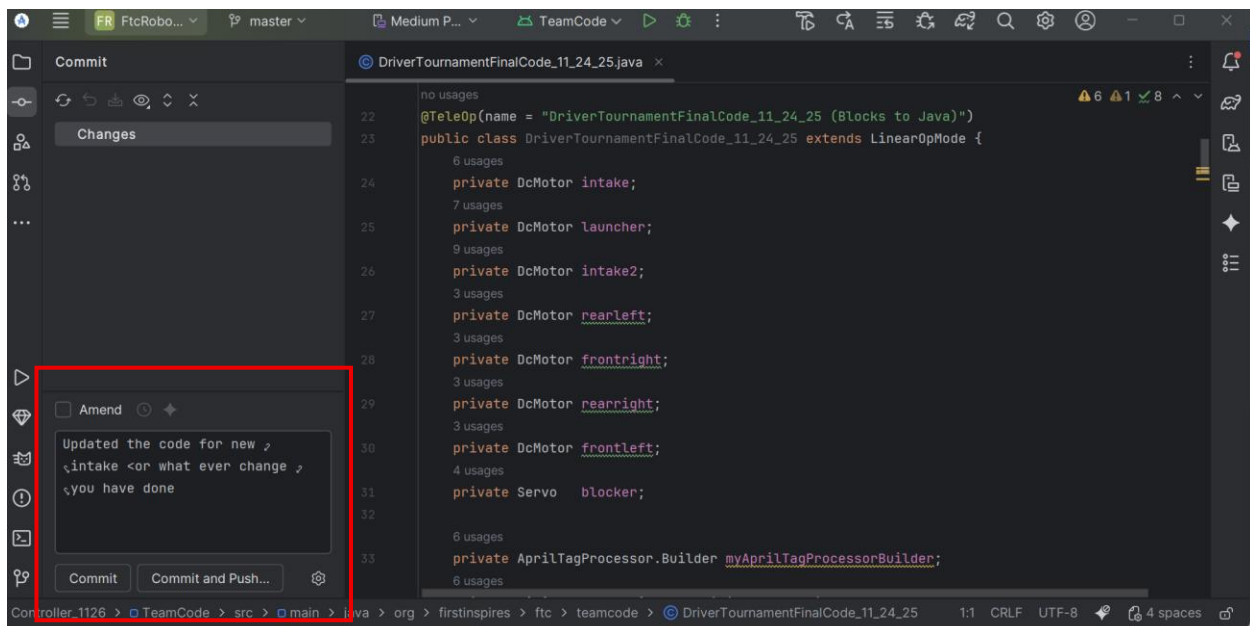 FR FtcRobo...
master
Medium P...
TeamCode
Commit
DriverTournamentFinalCode_11_24_25.java
Changes
no usages
6 1 8
22 @TeleOp(name = "DriverTournamentFinalCode_11_24_25 (Blocks to Java)")
23 public class DriverTournamentFinalCode_11_24_25 extends LinearOpMode {
6 usages
24 private DcMotor intake;
7 usages
25 private DcMotor launcher;
9 usages
26 private DcMotor intake2;
3 usages
27 private DcMotor rearleft;
3 usages
28 private DcMotor frontright;
3 usages
29 private DcMotor rearright;
3 usages
30 private DcMotor frontleft;
4 usages
31 private Servo blocker;
32
6 usages
33 private AprilTagProcessor.Builder myAprilTagProcessorBuilder;
6 usages
Amend
Updated the code for new
intake <or what ever change
you have done
Commit
Commit and Push...
Controller_1126 > TeamCode > src > main > java > org > firstinspires > ftc > teamcode > DriverTournamentFinalCode_11_24_25
1:1 CRLF UTF-8 4 spaces